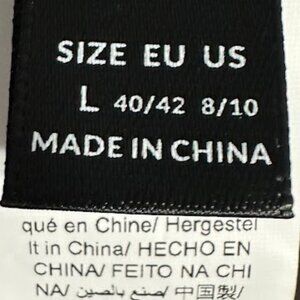 SIZE EU US
L 40/42 8/10
MADE IN CHINA
qué en Chine/ Hergestel
lt in China/ HECHO EN
CHINA/ FEITO NA CHI
NA/ صنع بالصين/ 中国製/